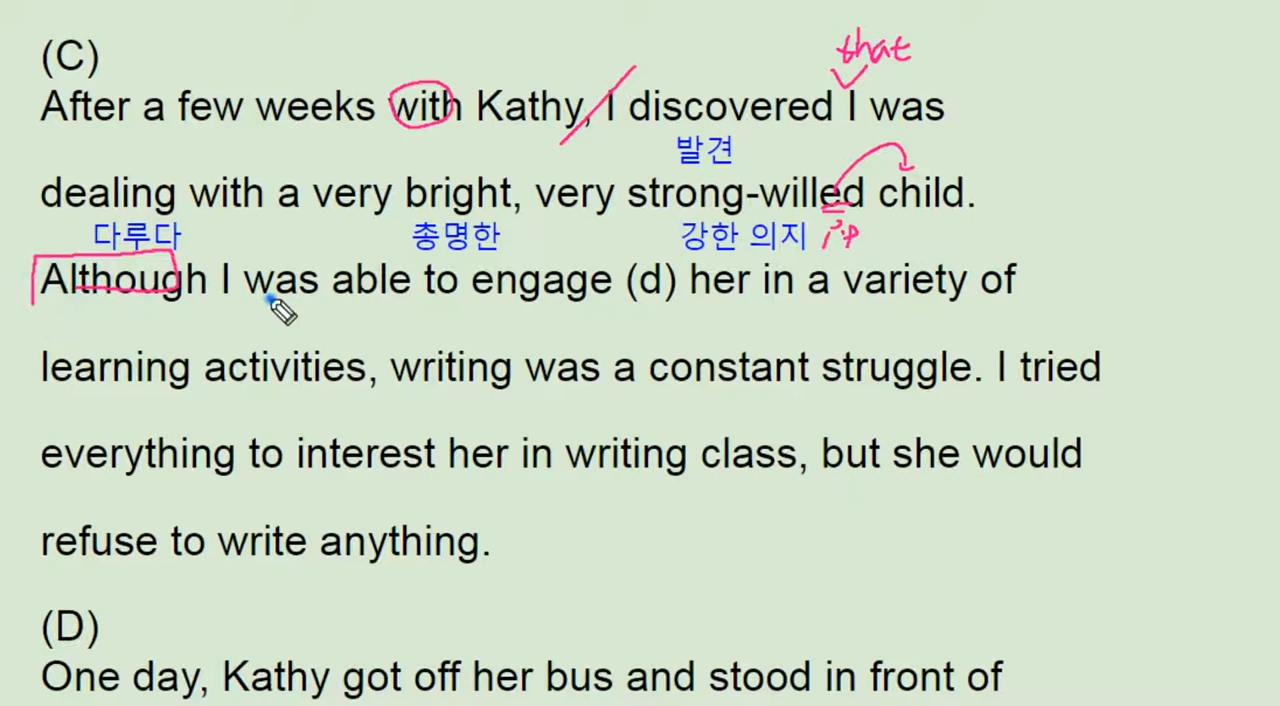 (C)
that
After a few weeks with Kathy, I discovered I was
발견
dealing with a very bright, very strong-willed child.
다루다 총명한 강한 의지 p.p
Although I was able to engage (d) her in a variety of
learning activities, writing was a constant struggle. I tried
everything to interest her in writing class, but she would
refuse to write anything.
(D)
One day, Kathy got off her bus and stood in front of